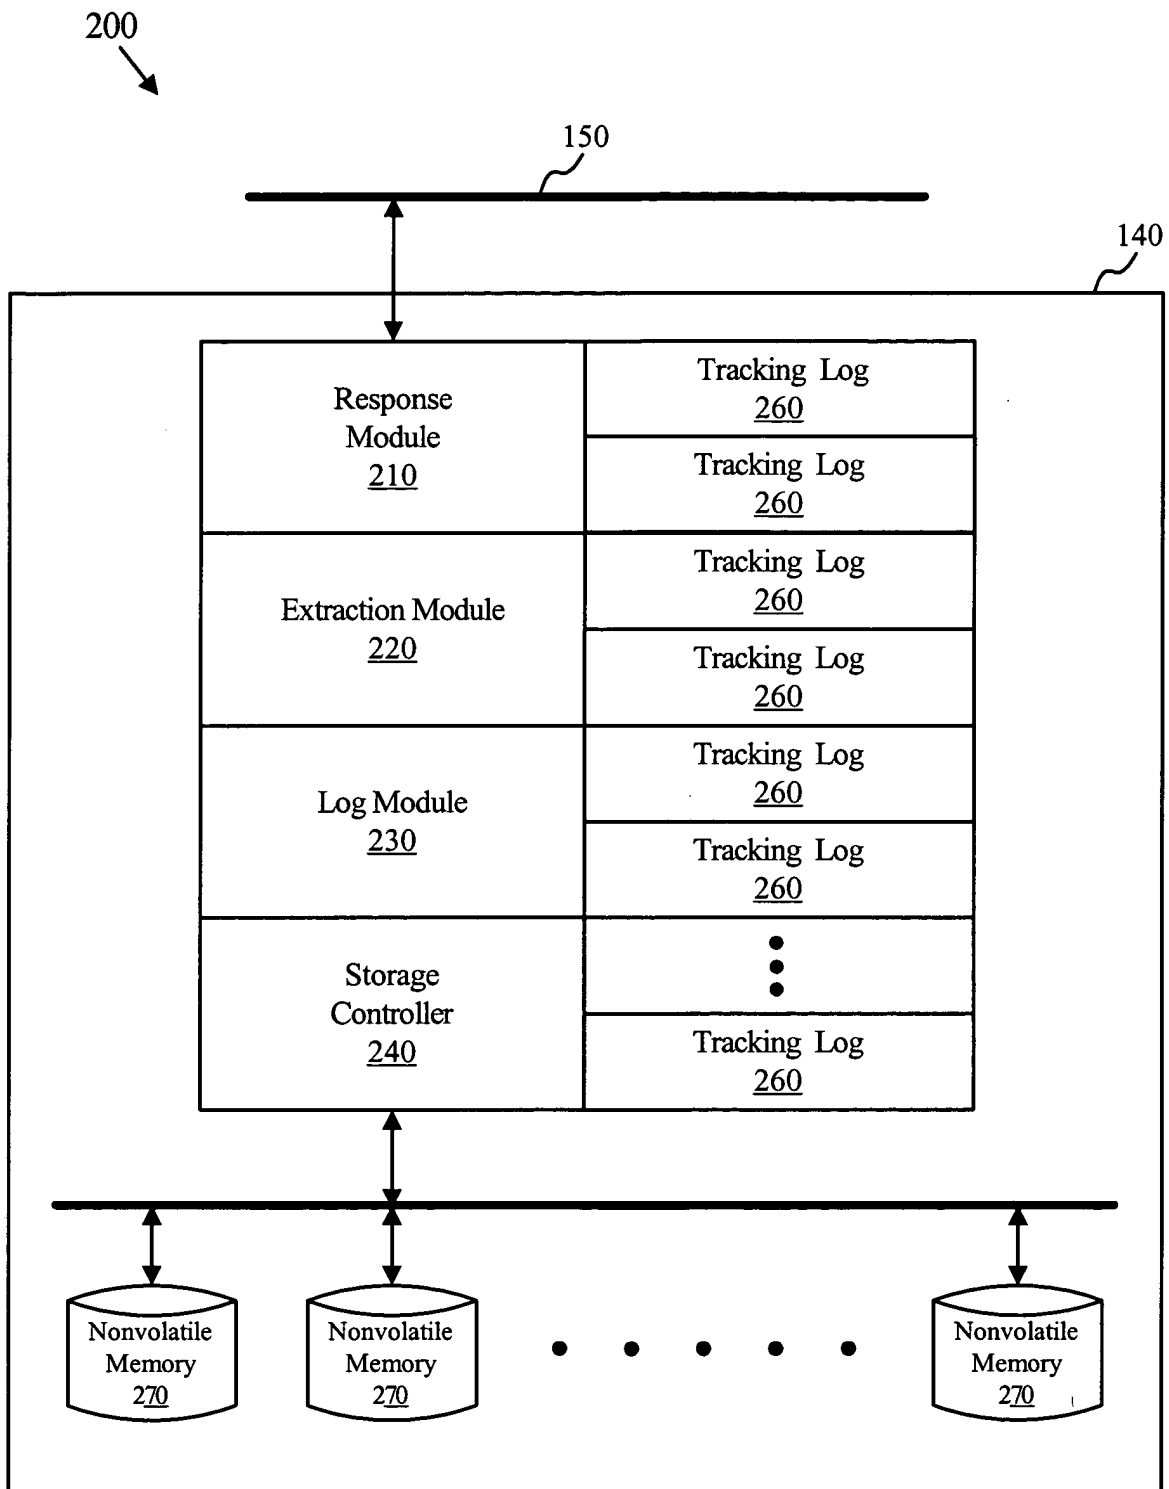 200
150
140
Response
Module
210
Tracking Log
260
Tracking Log
260
Extraction Module
220
Tracking Log
260
Tracking Log
260
Log Module
230
Tracking Log
260
Tracking Log
260
Storage
Controller
240
Tracking Log
260
Nonvolatile
Memory
270
Nonvolatile
Memory
270
Nonvolatile
Memory
270